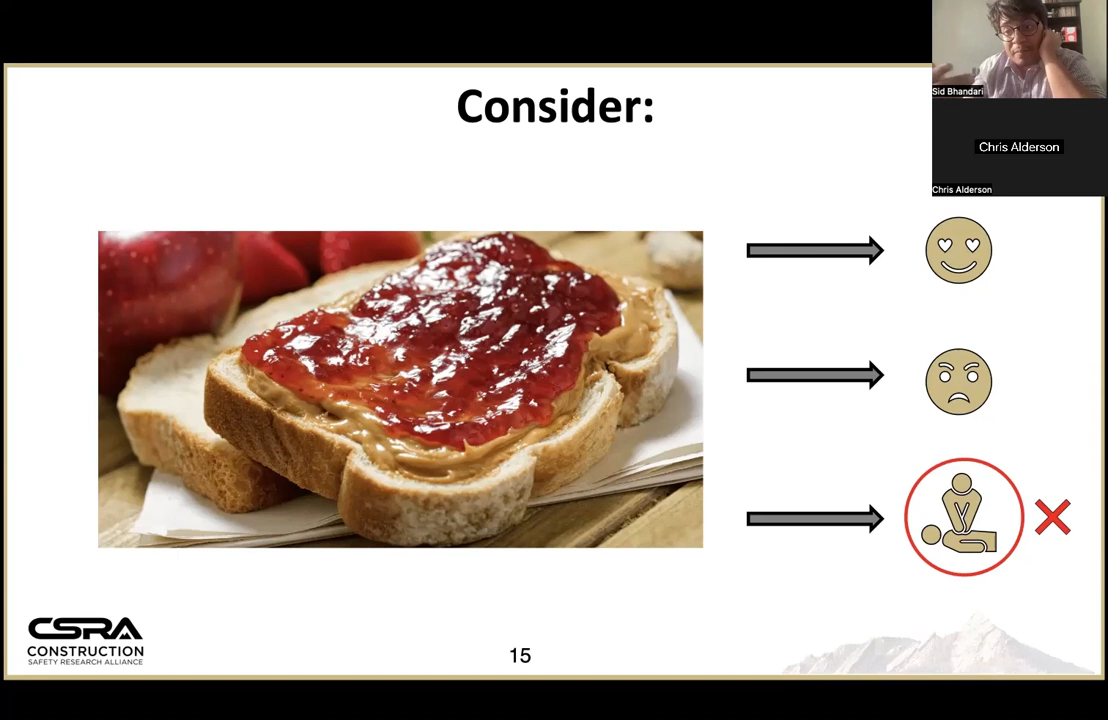 Consider:
Sid Bhandari
Chris Alderson
Chris Alderson
CSRA
CONSTRUCTION
SAFETY RESEARCH ALLIANCE
15